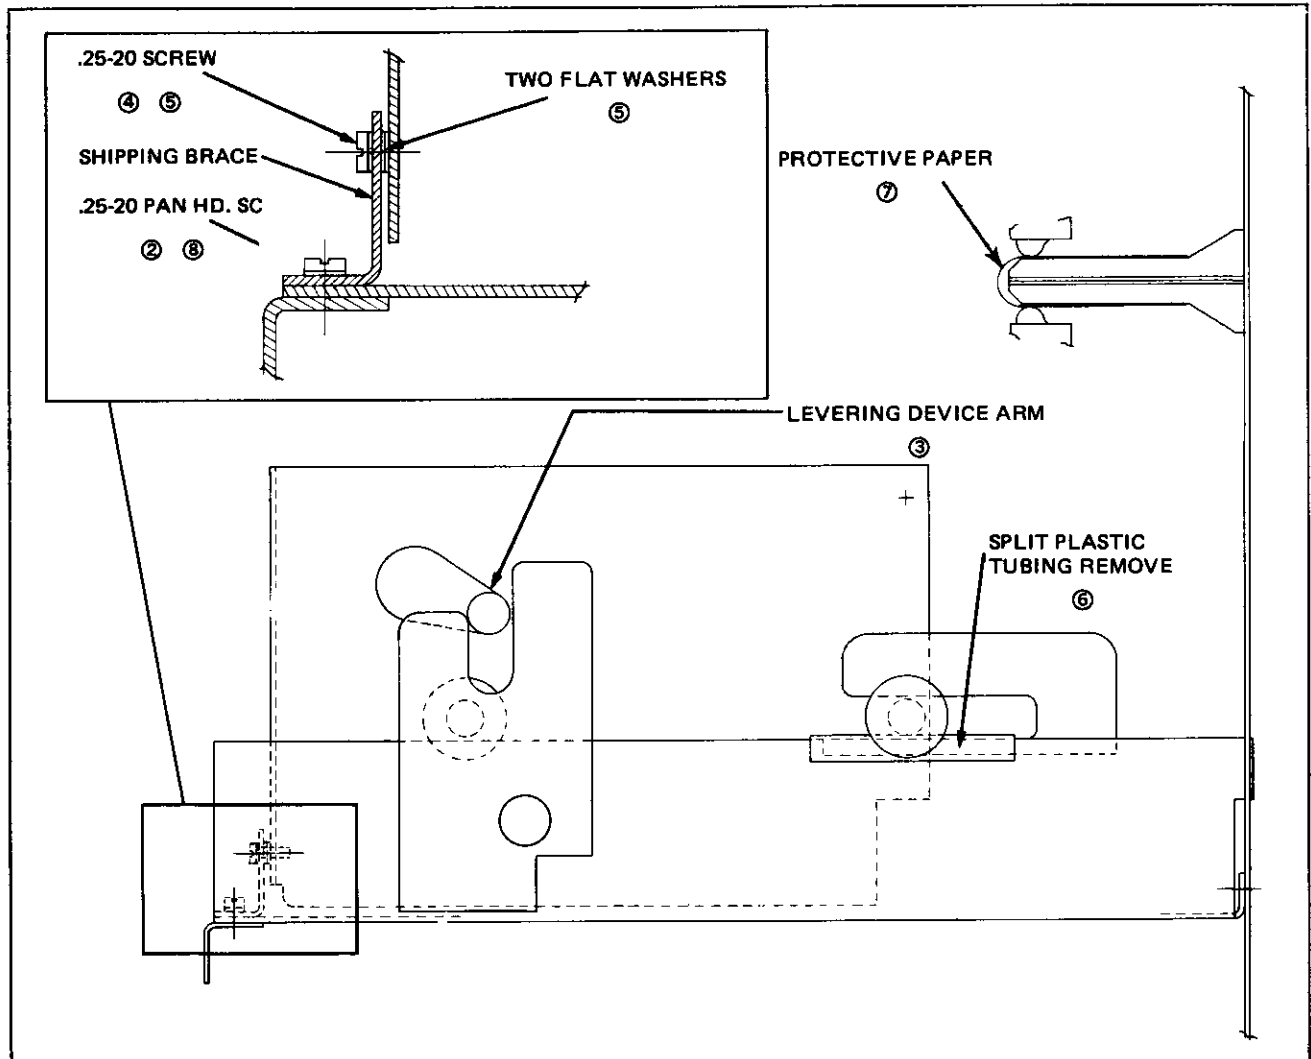 .25-20 SCREW
④ ⑤
TWO FLAT WASHERS
⑤
SHIPPING BRACE
.25-20 PAN HD. SC
② ⑧
PROTECTIVE PAPER
⑦
LEVERING DEVICE ARM
③
SPLIT PLASTIC
TUBING REMOVE
⑥